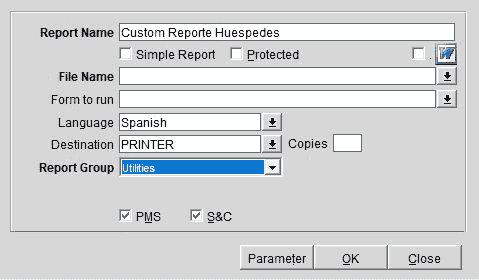 Report Name Custom Reporte Huespedes
Simple Report Protected .
File Name
Form to run
Language Spanish
Destination PRINTER Copies
Report Group Utilities
PMS S&C
Parameter OK Close